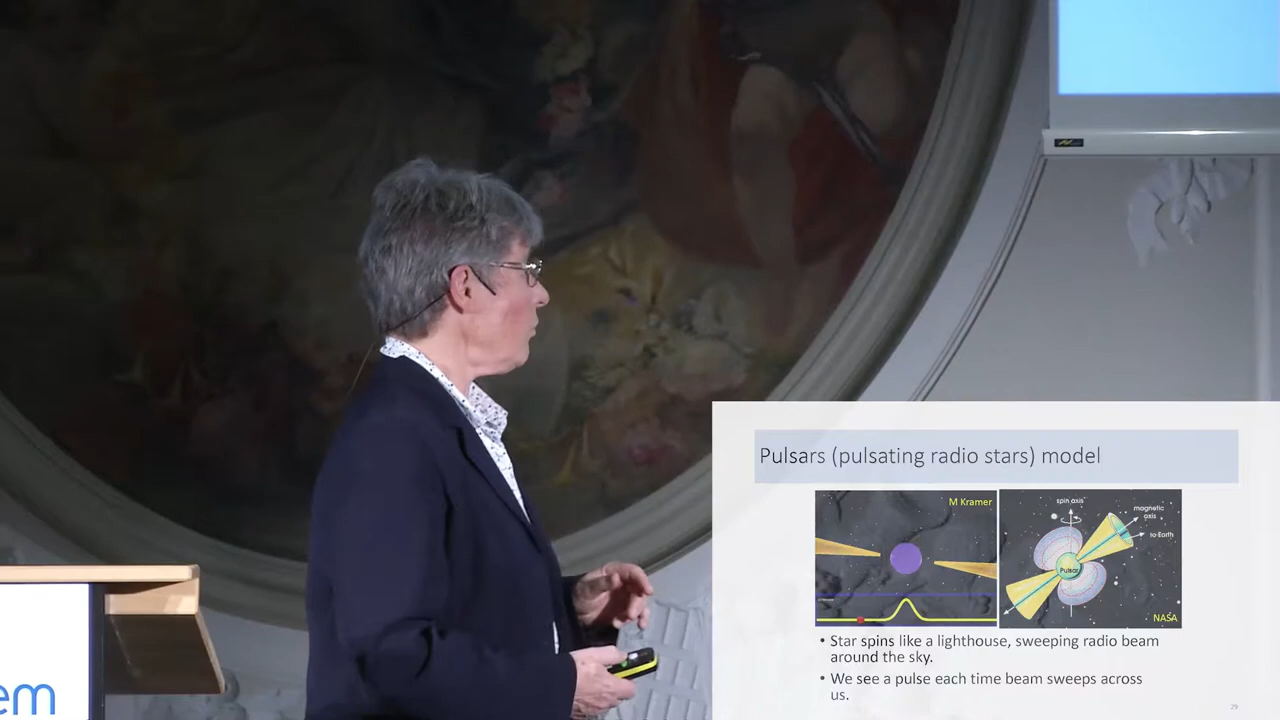 em
Pulsars (pulsating radio stars) model
M Kramer
spin axis
magnetic
axis
to Earth
Pulsar
NASA
• Star spins like a lighthouse, sweeping radio beam
around the sky.
• We see a pulse each time beam sweeps across
us.
29